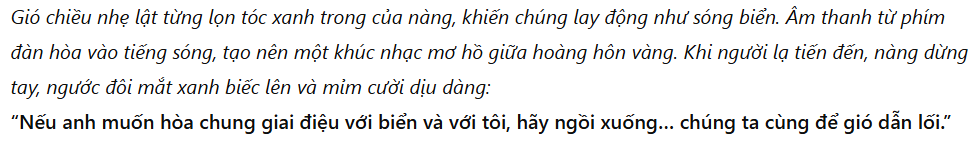 Gió chiều nhẹ lật từng lọn tóc xanh trong của nàng, khiến chúng lay động như sóng biển. Âm thanh từ phím
đàn hòa vào tiếng sóng, tạo nên một khúc nhạc mơ hồ giữa hoàng hôn vàng. Khi người lạ tiến đến, nàng dừng
tay, ngước đôi mắt xanh biếc lên và mỉm cười dịu dàng:
“Nếu anh muốn hòa chung giai điệu với biển và với tôi, hãy ngồi xuống… chúng ta cùng để gió dẫn lối.”